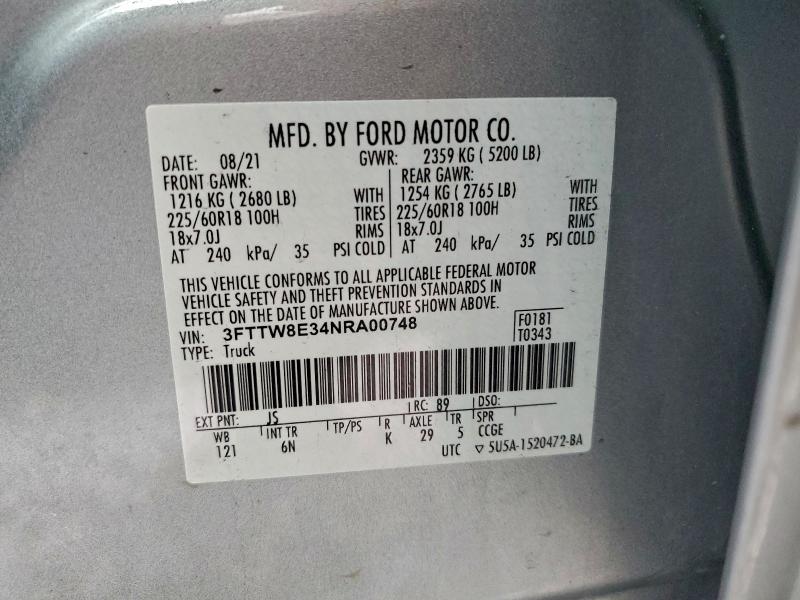 MFD. BY FORD MOTOR CO.
DATE: 08/21 GVWR: 2359 KG ( 5200 LB)
FRONT GAWR: REAR GAWR:
1216 KG ( 2680 LB) WITH 1254 KG ( 2765 LB) WITH
225/60R18 100H TIRES 225/60R18 100H TIRES
18x7.0J RIMS 18x7.0J RIMS
AT 240 kPa/ 35 PSI COLD AT 240 kPa/ 35 PSI COLD
THIS VEHICLE CONFORMS TO ALL APPLICABLE FEDERAL MOTOR
VEHICLE SAFETY AND THEFT PREVENTION STANDARDS IN
EFFECT ON THE DATE OF MANUFACTURE SHOWN ABOVE.
VIN: 3FTTW8E34NRA00748 F0181
TYPE: Truck T0343
EXT PNT: JS RC: 89 DSO:
WB INT TR TP/PS R AXLE TR SPR
121 6N K 29 5 CCGE
UTC ▽ 5U5A-1520472-BA